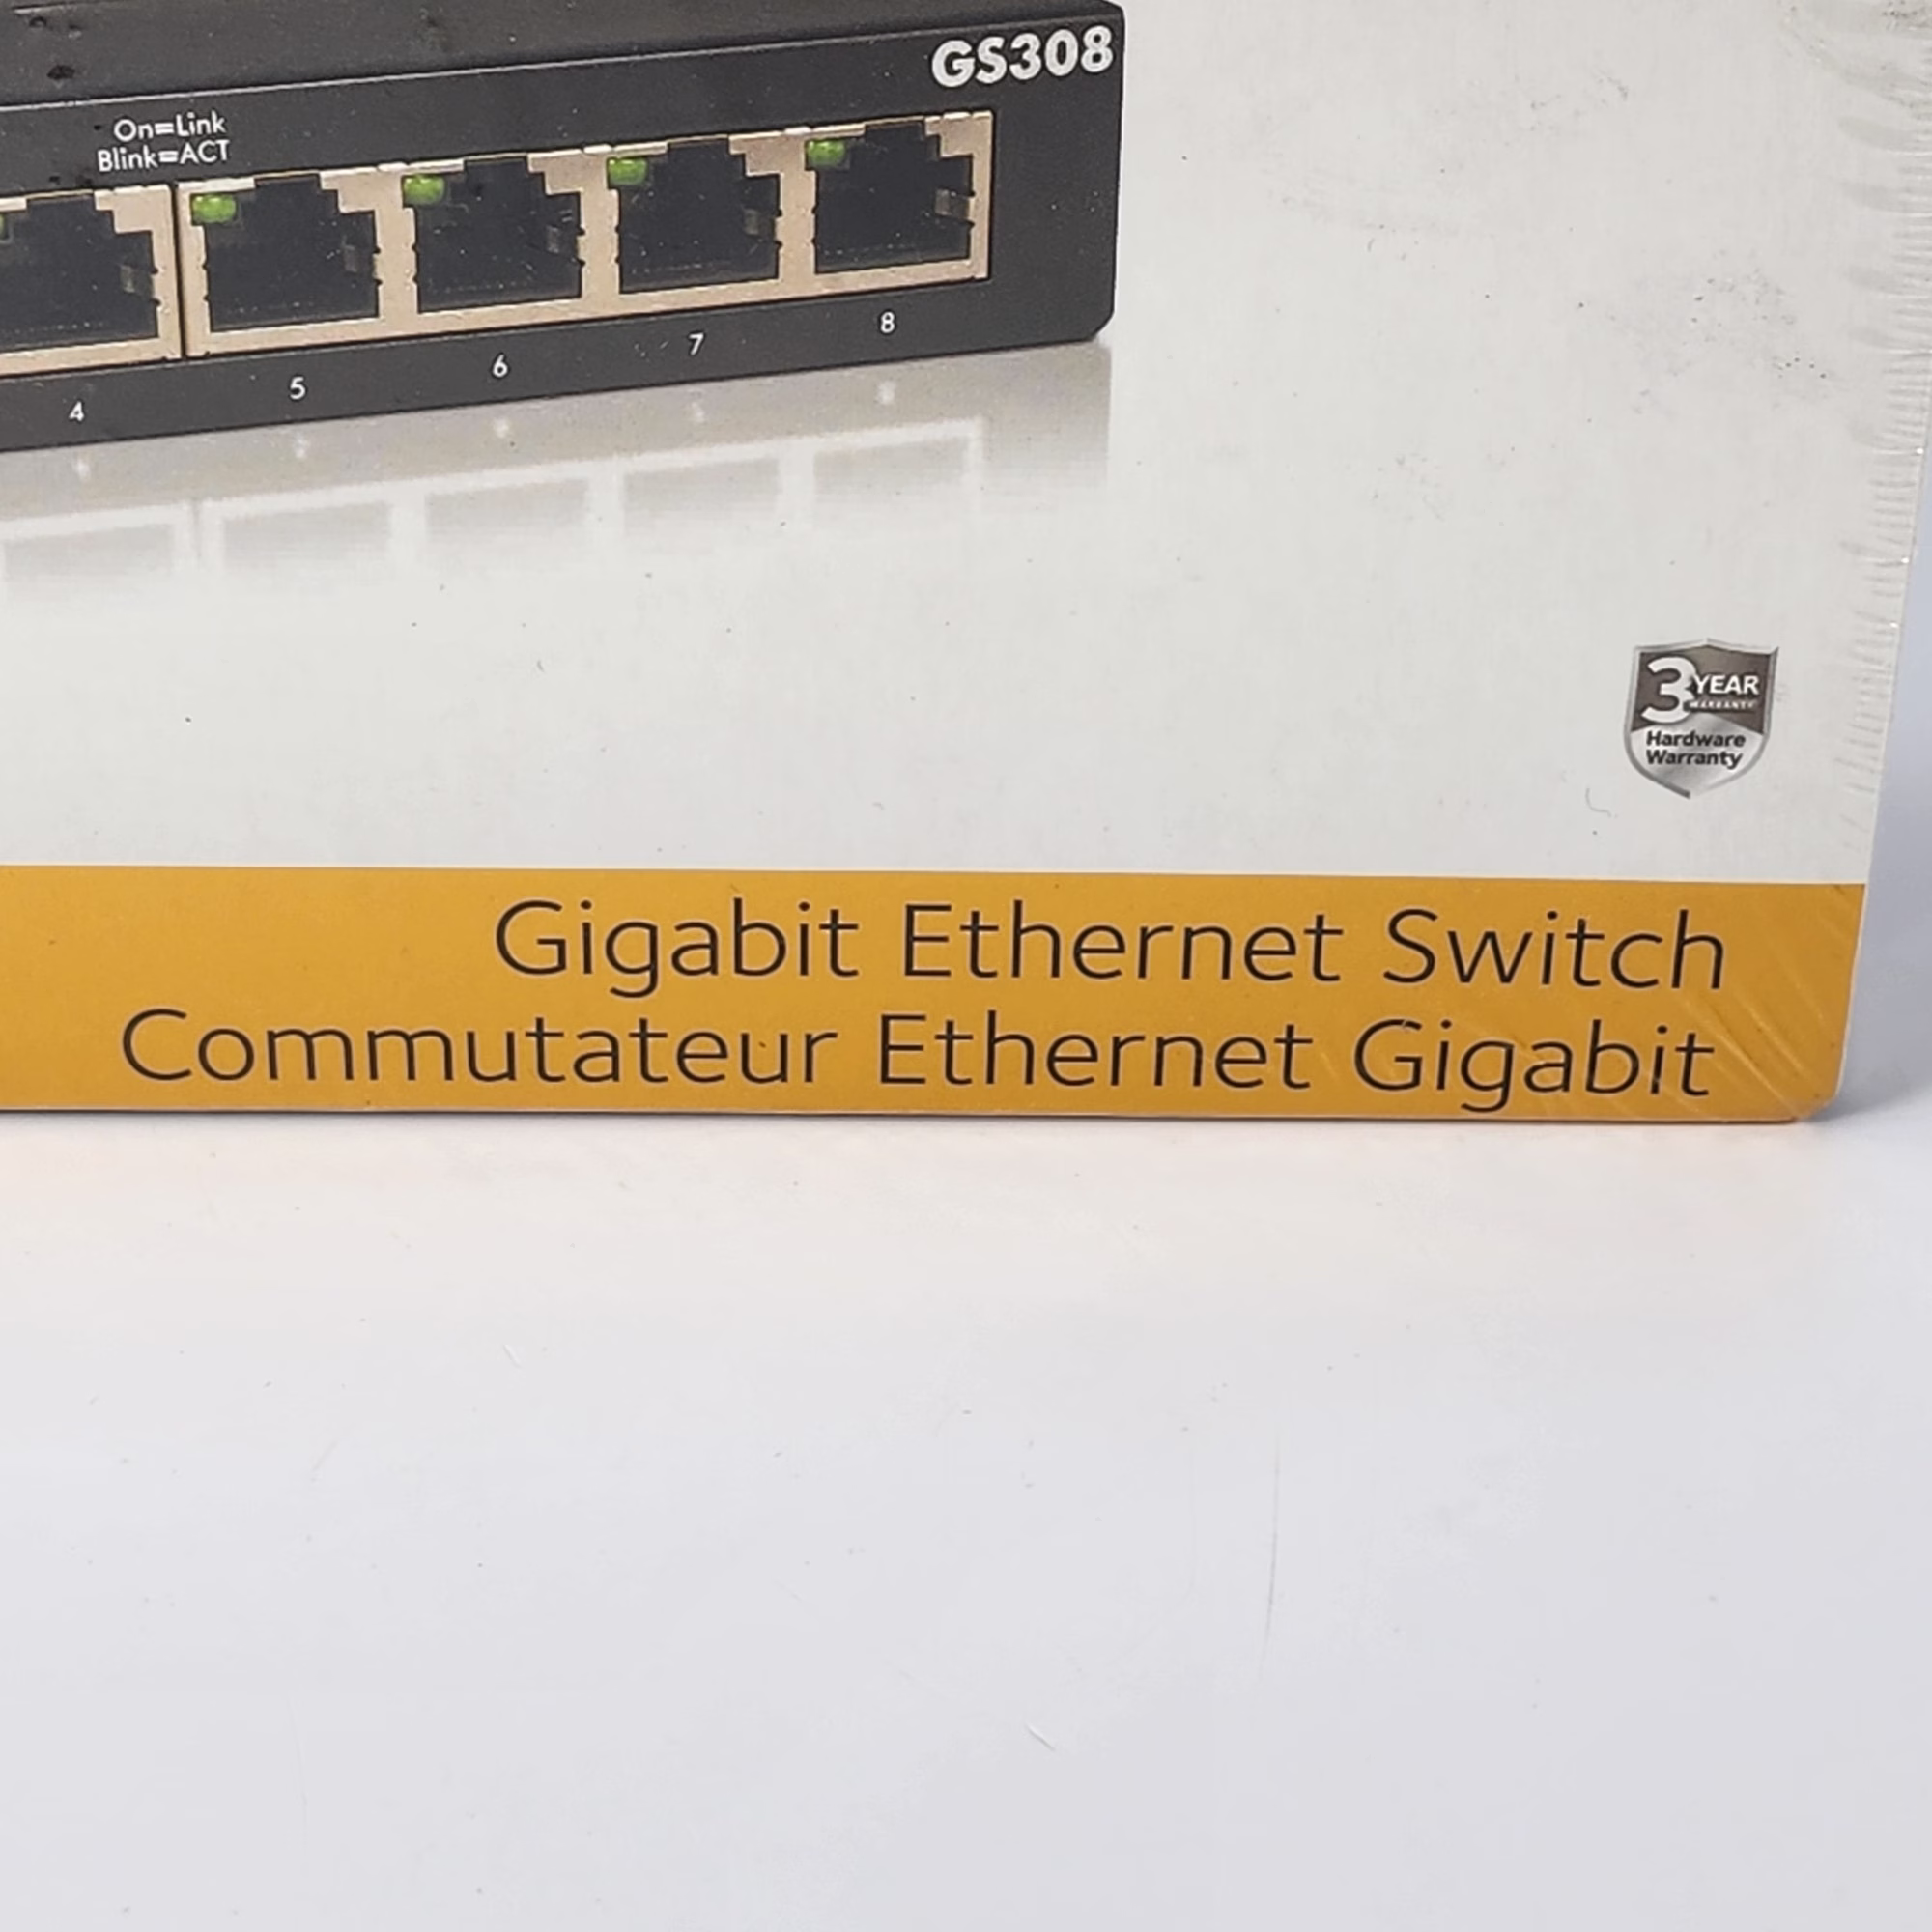 GS308
On=Link
Blink=ACT
4 5 6 7 8
3 YEAR
WARRANTY
Hardware
Warranty
Gigabit Ethernet Switch
Commutateur Ethernet Gigabit